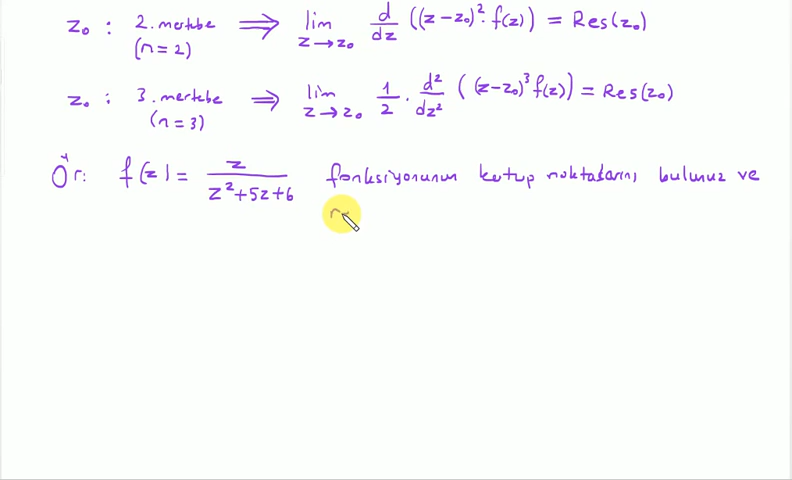 z₀ : 2. mertebe ⟹ lim d/dz ((z-z₀)² · f(z)) = Res(z₀)
(n=2) z→z₀
z₀ : 3. mertebe ⟹ lim 1/2 · d²/dz² ((z-z₀)³ f(z)) = Res(z₀)
(n=3) z→z₀
Ör: f(z) = z/(z²+5z+6) fonksiyonunun kutup noktalarını bulunuz ve